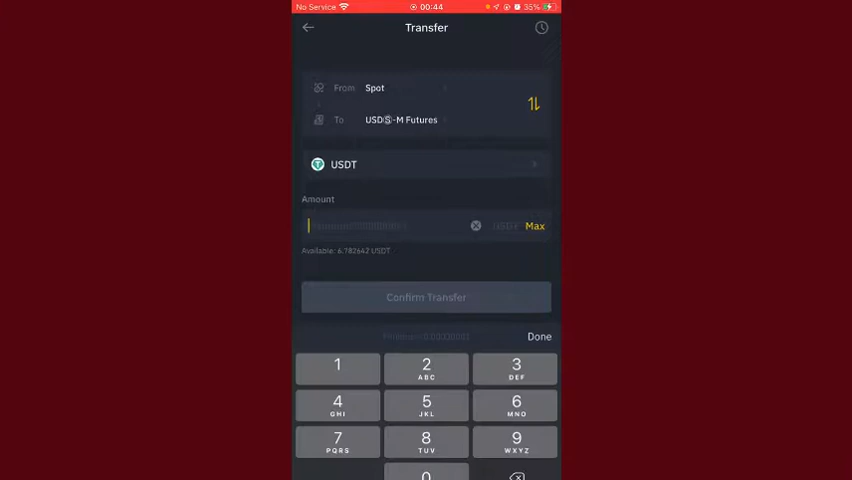 No Service 00:44 35%
Transfer
From Spot
To USDⓈ-M Futures
USDT
Amount
USDT Max
Available: 6.782642 USDT
Confirm Transfer
Done
1
2 ABC
3 DEF
4 GHI
5 JKL
6 MNO
7 PQRS
8 TUV
9 WXYZ
0